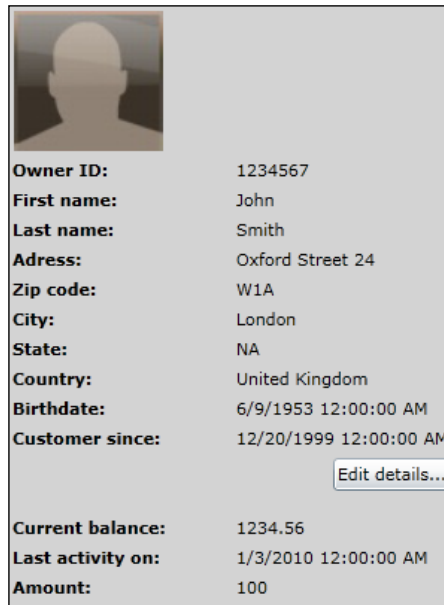 Owner ID: 1234567
First name: John
Last name: Smith
Adress: Oxford Street 24
Zip code: W1A
City: London
State: NA
Country: United Kingdom
Birthdate: 6/9/1953 12:00:00 AM
Customer since: 12/20/1999 12:00:00 AM
Edit details...
Current balance: 1234.56
Last activity on: 1/3/2010 12:00:00 AM
Amount: 100